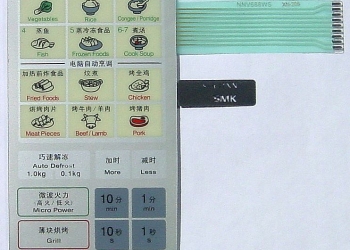 Vegetables Rice Congee / Porridge
4 蒸鱼 5 蒸冷冻食品 6-7 煮汤
Fish Frozen Foods Cook Soup
电脑自动烹调
加热煎炸食品 炆煮 烤全鸡
Fried Foods Stew Chicken
烘烤肉片 烤牛肉/羊肉 烤猪肉
Meat Pieces Beef / Lamb Pork
巧速解冻 加时 减时
Auto Defrost More Less
1.0kg 0.1kg
微波火力 10分 1分
(高火/低火) min min
Micro Power
薄块烘烤 10秒 1秒
Grill s s
SMK